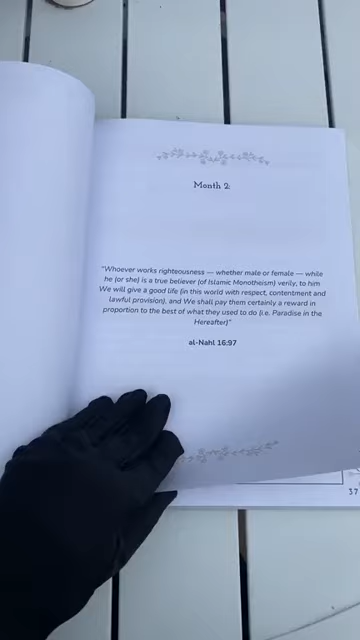 Month 2:
"Whoever works righteousness — whether male or female — while
he (or she) is a true believer (of Islamic Monotheism) verily, to him
We will give a good life (in this world with respect, contentment and
lawful provision), and We shall pay them certainly a reward in
proportion to the best of what they used to do (i.e. Paradise in the
Hereafter)"
al-Nahl 16:97
37